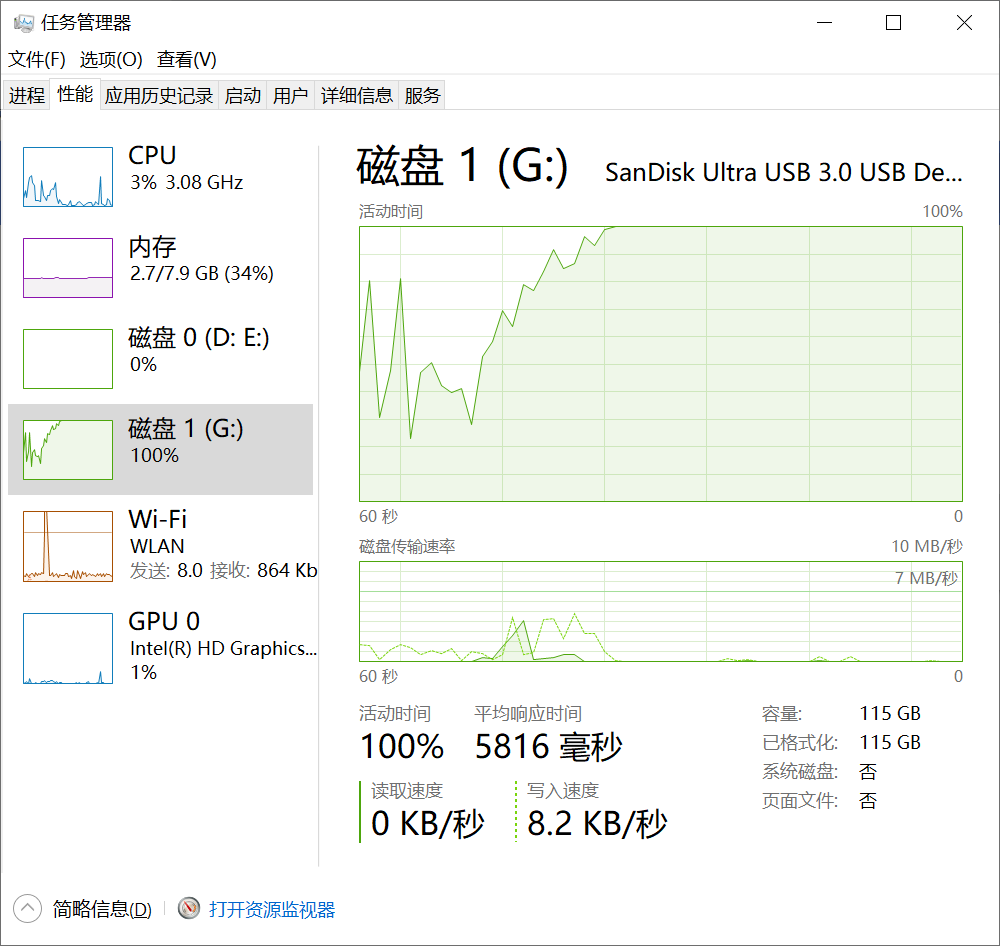 任务管理器
文件(F) 选项(O) 查看(V)
进程 性能 应用历史记录 启动 用户 详细信息 服务
CPU
3% 3.08 GHz
内存
2.7/7.9 GB (34%)
磁盘 0 (D: E:)
0%
磁盘 1 (G:)
100%
Wi-Fi
WLAN
发送: 8.0 接收: 864 Kb
GPU 0
Intel(R) HD Graphics...
1%
磁盘 1 (G:) SanDisk Ultra USB 3.0 USB De...
活动时间 100%
60 秒 0
磁盘传输速率 10 MB/秒
7 MB/秒
60 秒 0
活动时间 平均响应时间
100% 5816 毫秒
读取速度 写入速度
0 KB/秒 8.2 KB/秒
容量: 115 GB
已格式化: 115 GB
系统磁盘: 否
页面文件: 否
简略信息(D) 打开资源监视器